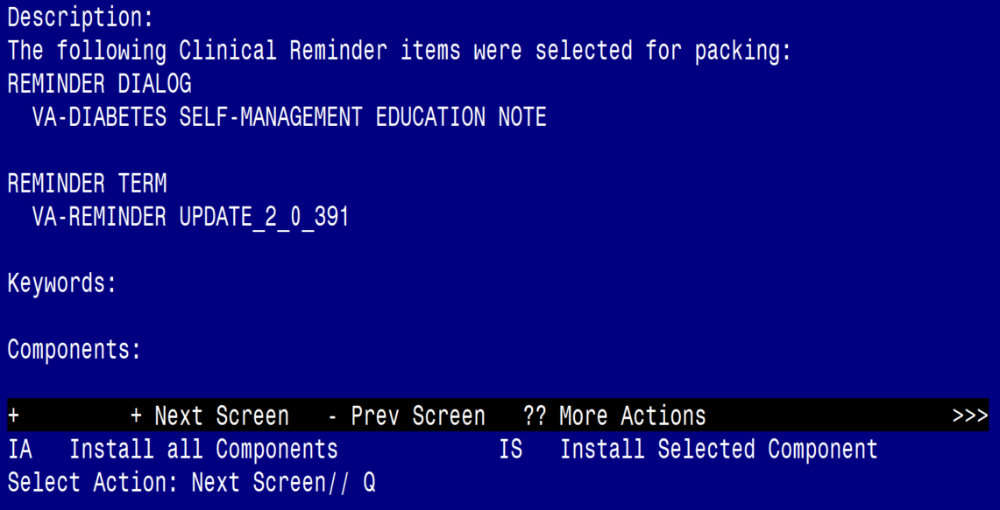 Description:
The following Clinical Reminder items were selected for packing:
REMINDER DIALOG
VA-DIABETES SELF-MANAGEMENT EDUCATION NOTE
REMINDER TERM
VA-REMINDER UPDATE_2_0_391
Keywords:
Components:
+ + Next Screen - Prev Screen ?? More Actions >>>
IA Install all Components IS Install Selected Component
Select Action: Next Screen// Q